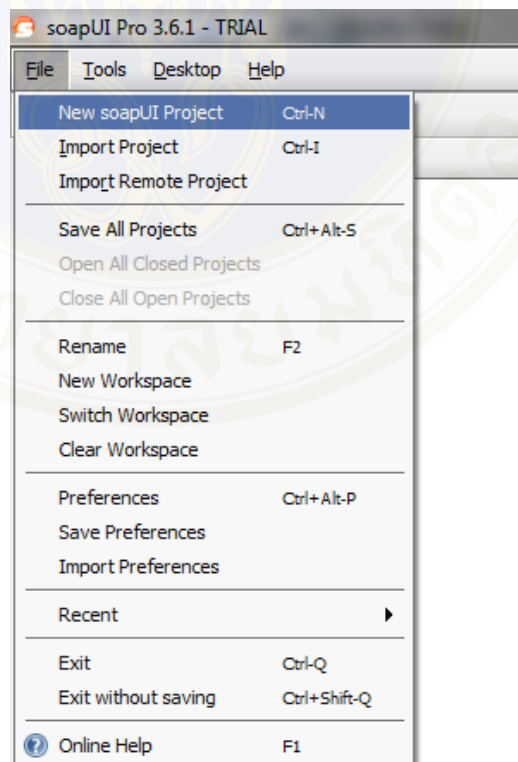 soapUI Pro 3.6.1 - TRIAL
File Tools Desktop Help
New soapUI Project Ctrl-N
Import Project Ctrl-I
Import Remote Project
Save All Projects Ctrl+Alt-S
Open All Closed Projects
Close All Open Projects
Rename F2
New Workspace
Switch Workspace
Clear Workspace
Preferences Ctrl+Alt-P
Save Preferences
Import Preferences
Recent
Exit Ctrl-Q
Exit without saving Ctrl+Shift-Q
Online Help F1